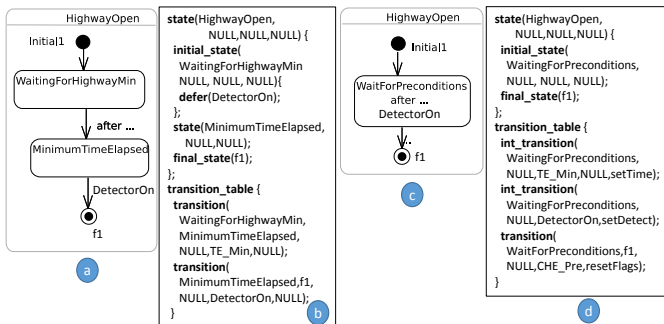 HighwayOpen
Initial1
WaitingForHighwayMin
after ...
MinimumTimeElapsed
DetectorOn
f1
a
state(HighwayOpen,
NULL,NULL,NULL) {
initial_state(
WaitingForHighwayMin
NULL, NULL, NULL){
defer(DetectorOn);
};
state(MinimumTimeElapsed,
NULL,NULL);
final_state(f1);
};
transition_table {
transition(
WaitingForHighwayMin,
MinimumTimeElapsed,
NULL,TE_Min,NULL);
transition(
MinimumTimeElapsed,f1,
NULL,DetectorOn,NULL);
}
b
HighwayOpen
Initial1
WaitForPreconditions
after ...
DetectorOn
..
f1
c
state(HighwayOpen,
NULL,NULL,NULL) {
initial_state(
WaitingForPreconditions,
NULL, NULL, NULL);
final_state(f1);
};
transition_table {
int_transition(
WaitingForPreconditions,
NULL,TE_Min,NULL,setTime);
int_transition(
WaitingForPreconditions,
NULL,DetectorOn,setDetect);
transition(
WaitForPreconditions,f1,
NULL,CHE_Pre,resetFlags);
}
d